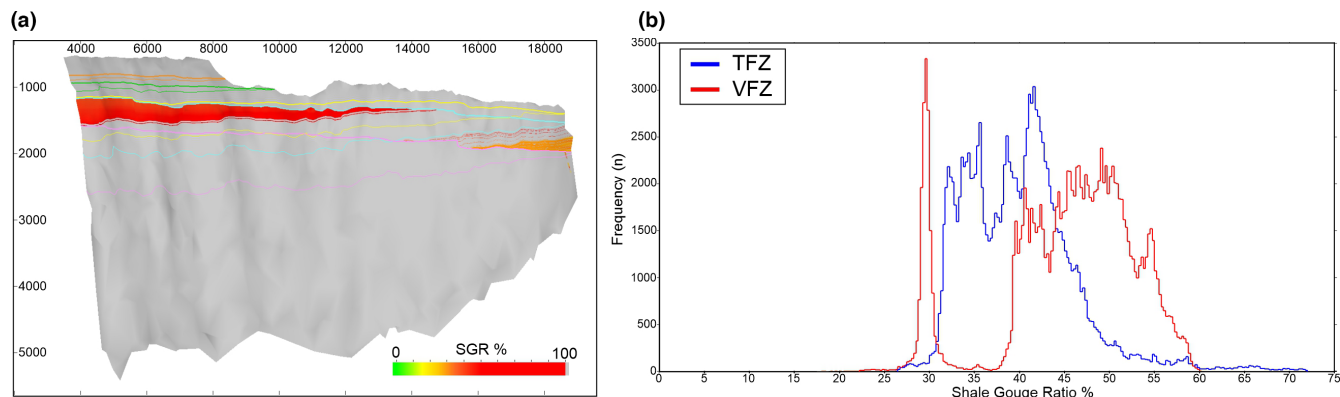 (a)
4000 6000 8000 10000 12000 14000 16000 18000
1000
2000
3000
4000
5000
0 SGR % 100
(b)
3500
3000
2500
2000
1500
1000
500
0
Frequency (n)
TFZ
VFZ
0 5 10 15 20 25 30 35 40 45 50 55 60 65 70 75
Shale Gouge Ratio %